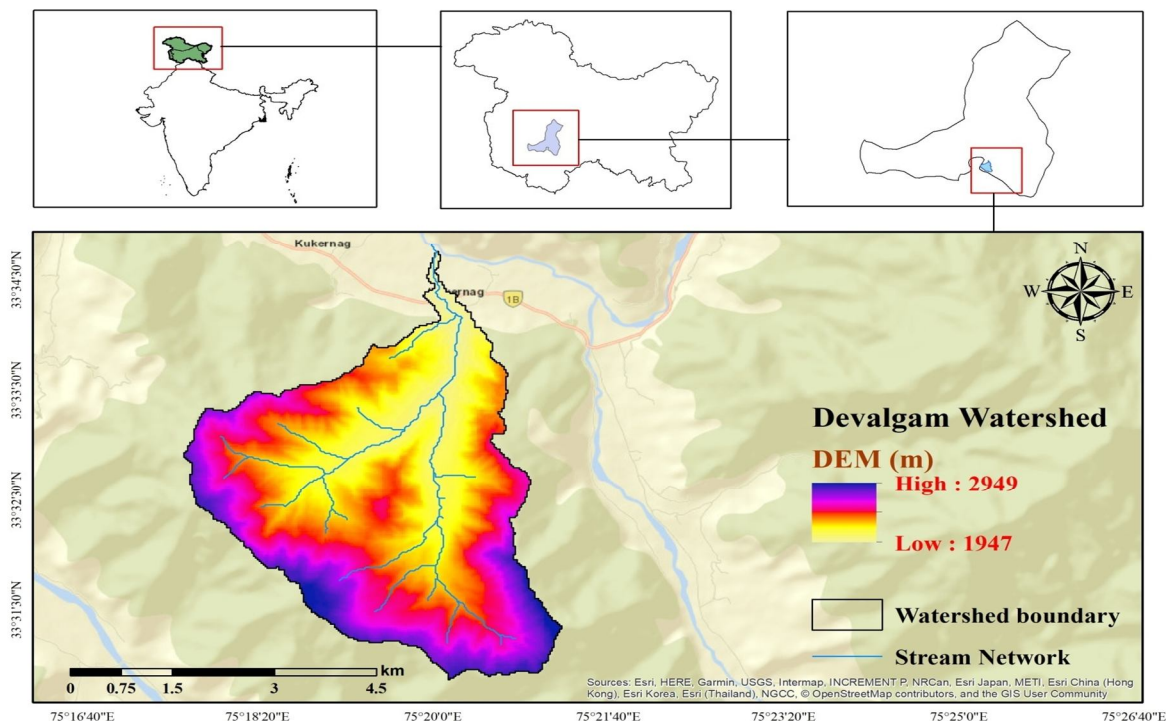 Kukernag
ernag
1B
N
W E
S
33°34'30"N
33°33'30"N
33°32'30"N
33°31'30"N
Devalgam Watershed
DEM (m)
High : 2949
Low : 1947
Watershed boundary
Stream Network
km
0 0.75 1.5 3 4.5
Sources: Esri, HERE, Garmin, USGS, Intermap, INCREMENT P, NRCan, Esri Japan, METI, Esri China (Hong
Kong), Esri Korea, Esri (Thailand), NGCC, © OpenStreetMap contributors, and the GIS User Community
75°16'40"E 75°18'20"E 75°20'0"E 75°21'40"E 75°23'20"E 75°25'0"E 75°26'40"E